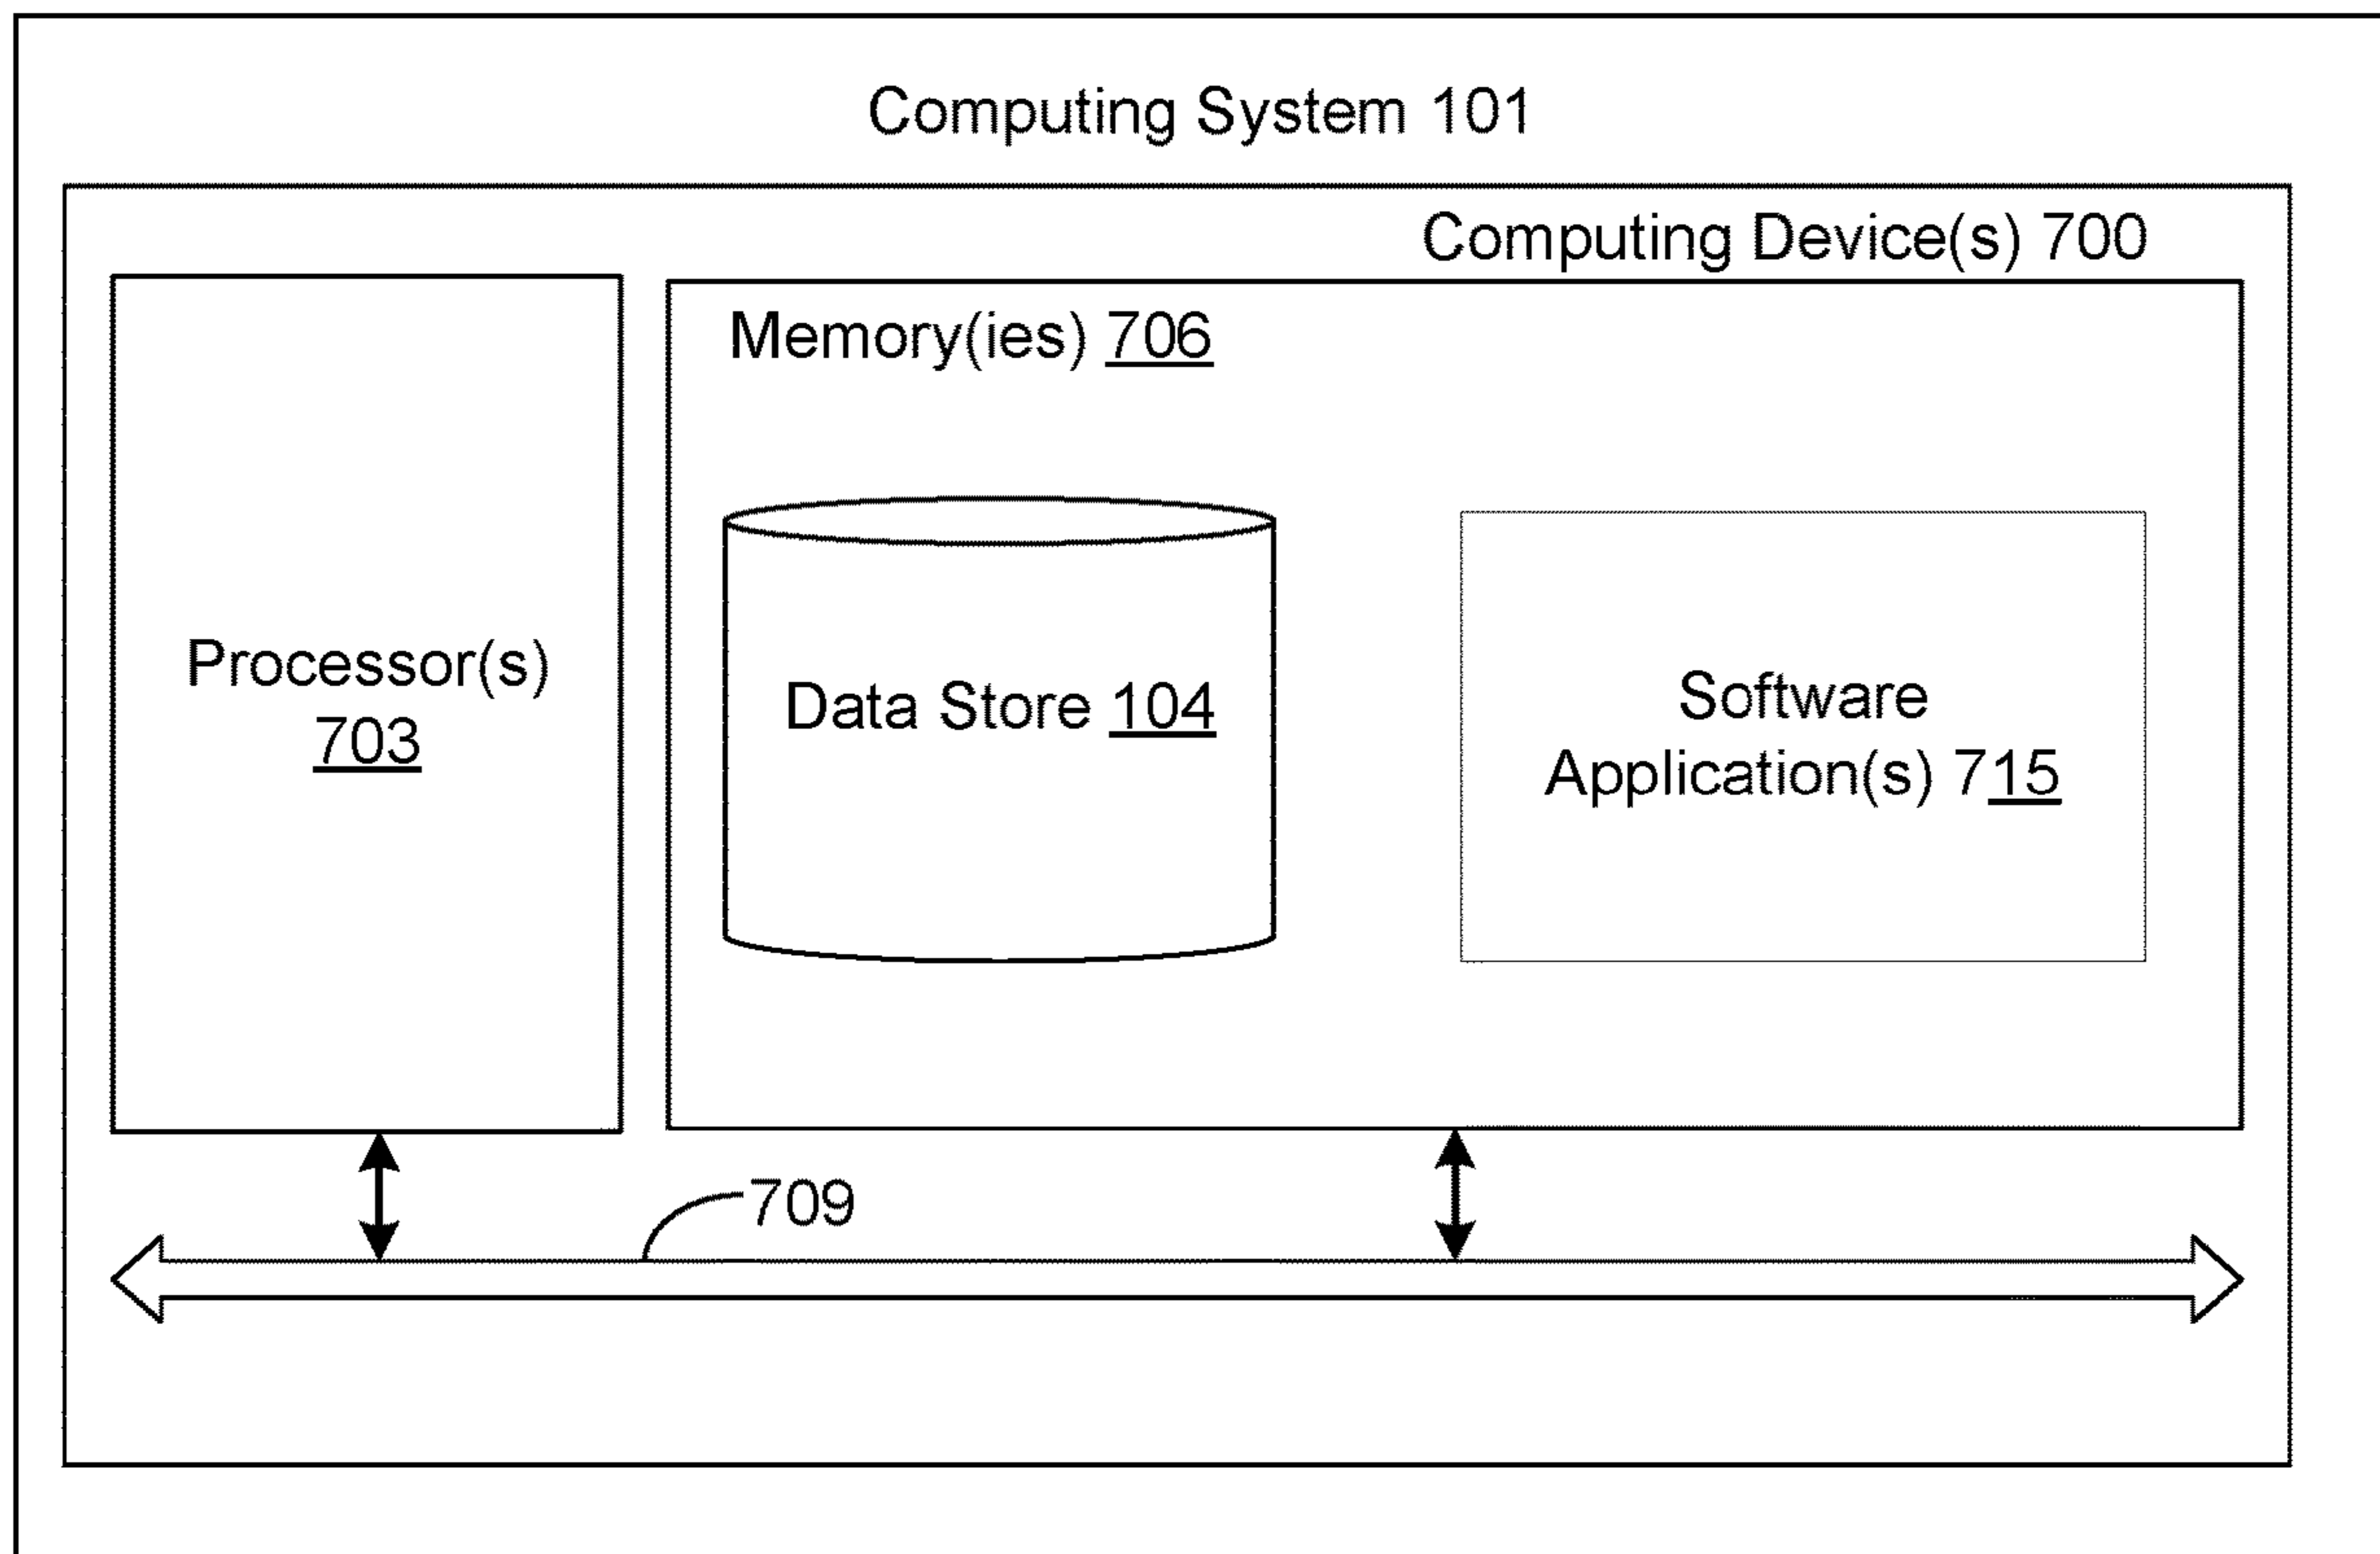 Computing System 101
Computing Device(s) 700
Memory(ies) 706
Processor(s)
703
Data Store 104
Software
Application(s) 715
709